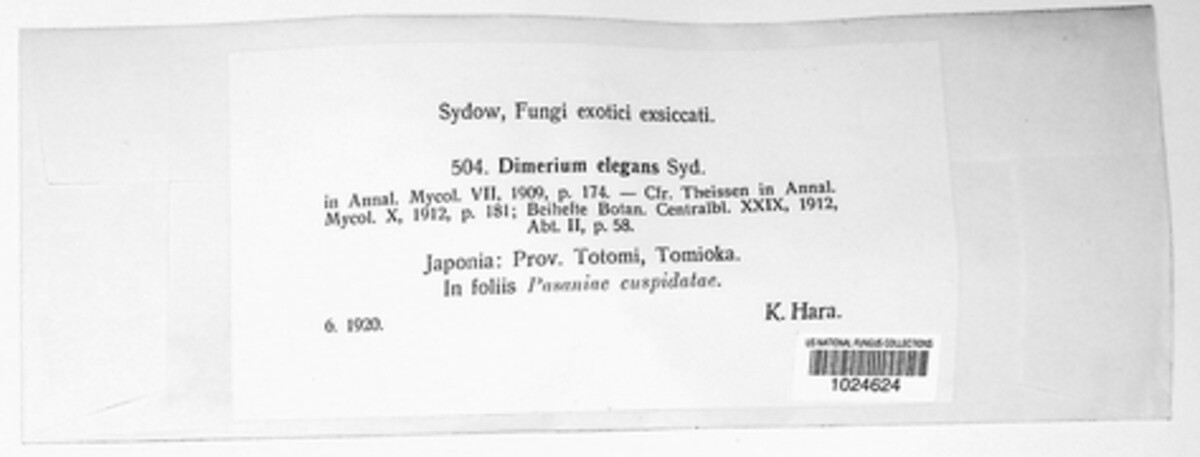 Sydow, Fungi exotici exsiccati.
504. Dimerium elegans Syd.
in Annal. Mycol. VII, 1909, p. 174. — Cfr. Theissen in Annal.
Mycol. X, 1912, p. 181; Beihefte Botan. Centralbl. XXIX, 1912,
Abt. II, p. 58.
Japonia: Prov. Totomi, Tomioka.
In foliis Pasaniae cuspidatae.
K. Hara.
6. 1920.
US NATIONAL FUNGUS COLLECTIONS
1024624